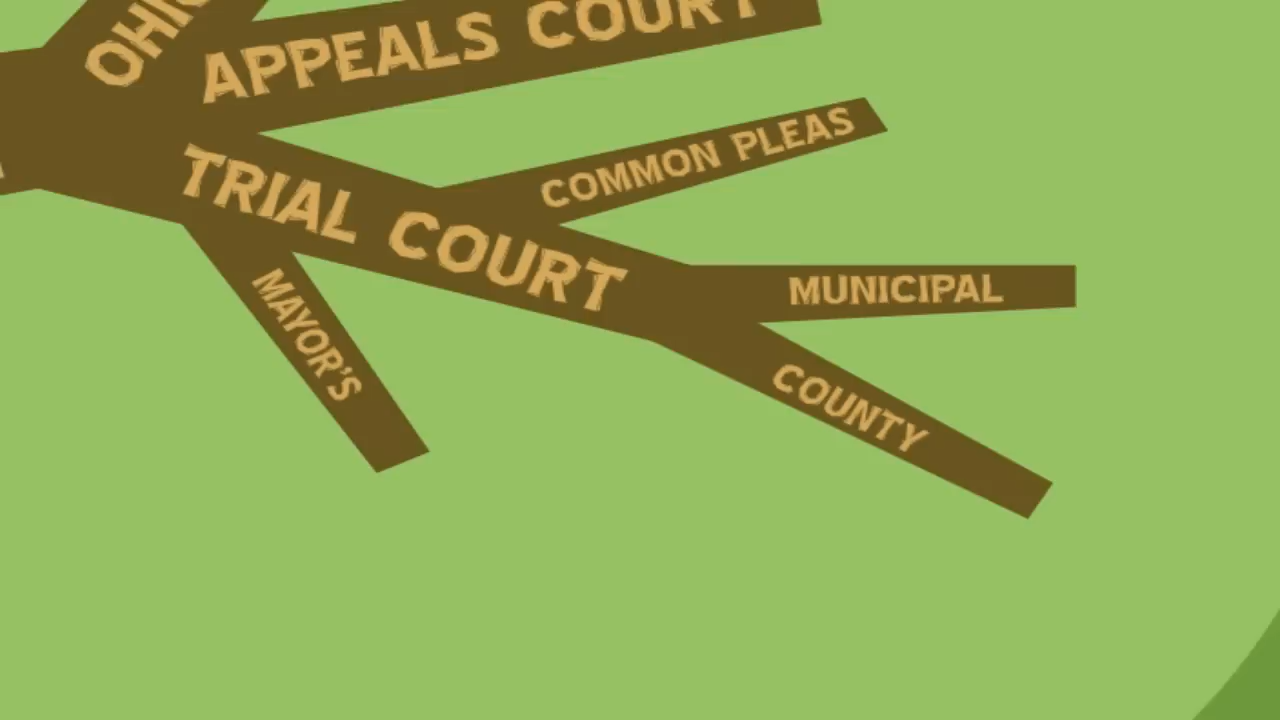 APPEALS COURT
COMMON PLEAS
TRIAL COURT
MUNICIPAL
MAYOR'S
COUNTY